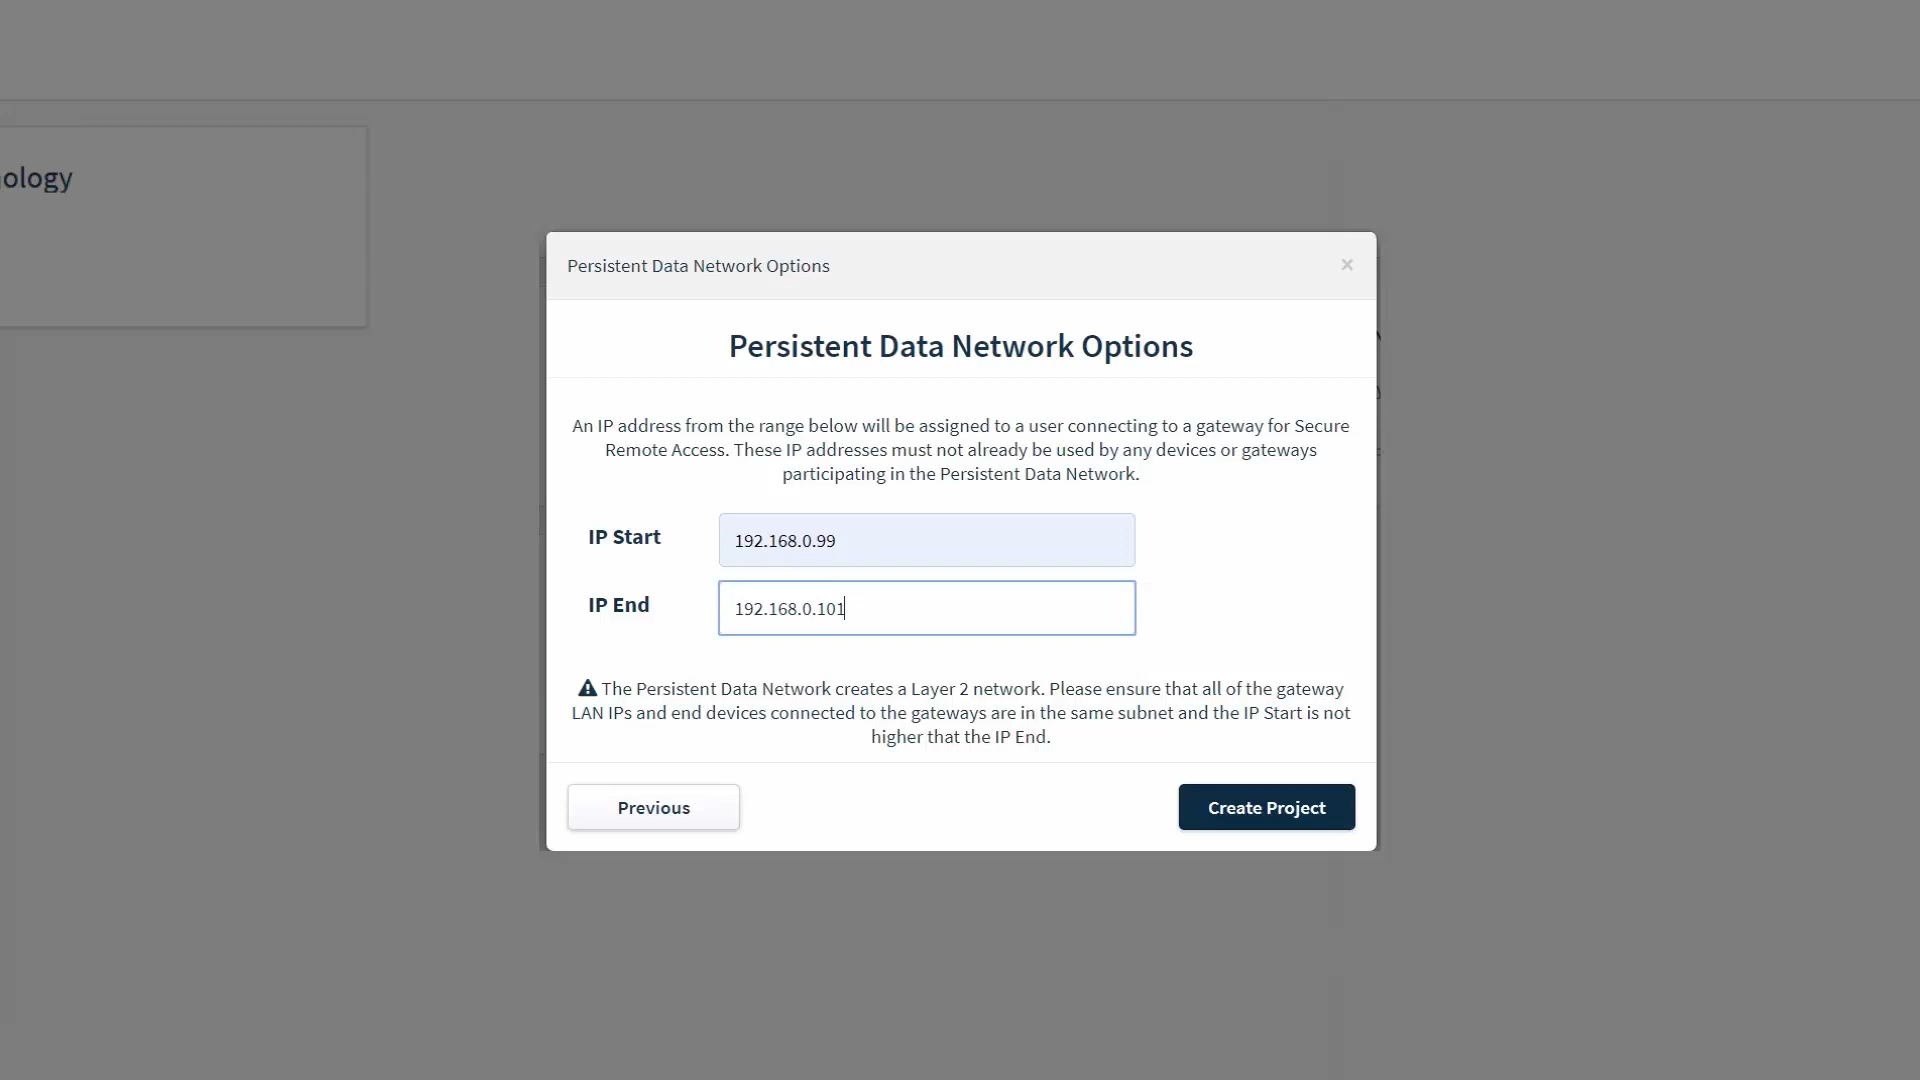 ology
Persistent Data Network Options
×
Persistent Data Network Options
An IP address from the range below will be assigned to a user connecting to a gateway for Secure
Remote Access. These IP addresses must not already be used by any devices or gateways
participating in the Persistent Data Network.
IP Start
192.168.0.99
IP End
192.168.0.101
The Persistent Data Network creates a Layer 2 network. Please ensure that all of the gateway
LAN IPs and end devices connected to the gateways are in the same subnet and the IP Start is not
higher that the IP End.
Previous
Create Project